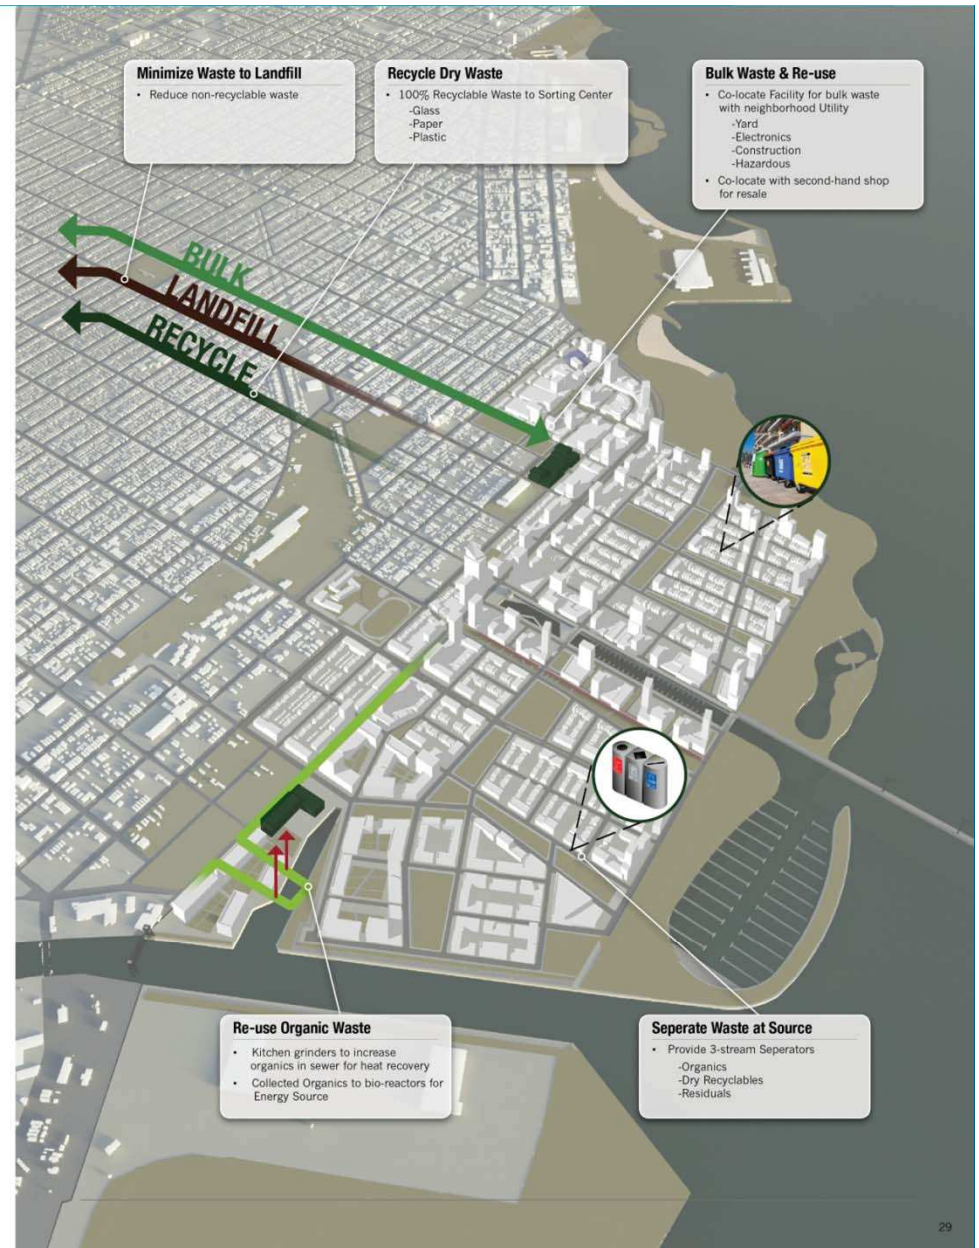 Minimize Waste to Landfill
• Reduce non-recyclable waste
Recycle Dry Waste
• 100% Recyclable Waste to Sorting Center
-Glass
-Paper
-Plastic
Bulk Waste & Re-use
• Co-locate Facility for bulk waste
with neighborhood Utility
-Yard
-Electronics
-Construction
-Hazardous
• Co-locate with second-hand shop
for resale
BULK
LANDFILL
RECYCLE
Re-use Organic Waste
• Kitchen grinders to increase
organics in sewer for heat recovery
• Collected Organics to bio-reactors for
Energy Source
Seperate Waste at Source
• Provide 3-stream Seperators
-Organics
-Dry Recyclables
-Residuals
29